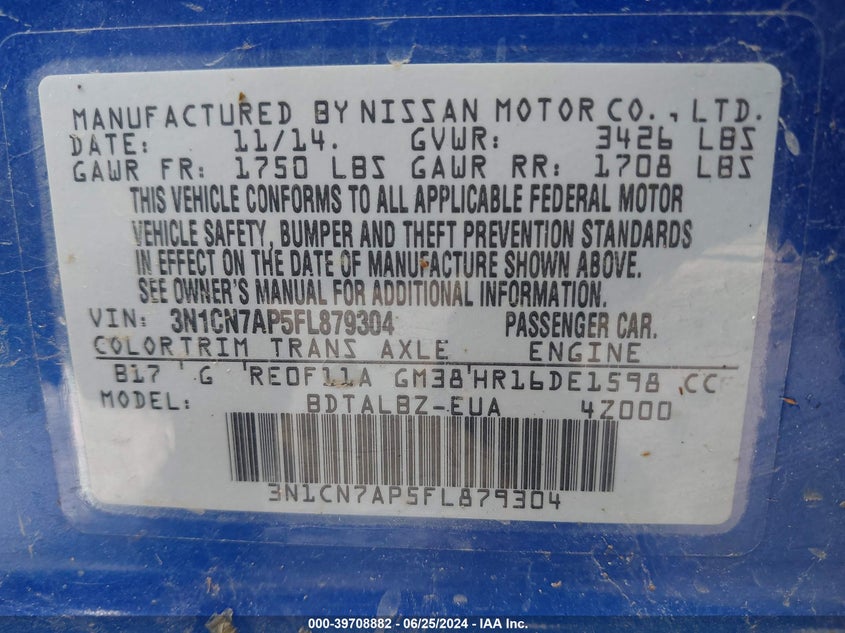 MANUFACTURED BY NISSAN MOTOR CO., LTD.
DATE: 11/14. GVWR: 3426 LBS
GAWR FR: 1750 LBS GAWR RR: 1708 LBS
THIS VEHICLE CONFORMS TO ALL APPLICABLE FEDERAL MOTOR
VEHICLE SAFETY, BUMPER AND THEFT PREVENTION STANDARDS
IN EFFECT ON THE DATE OF MANUFACTURE SHOWN ABOVE.
SEE OWNER'S MANUAL FOR ADDITIONAL INFORMATION.
VIN: 3N1CN7AP5FL879304 PASSENGER CAR.
COLORTRIM TRANS AXLE ENGINE
B17 G RE0F11A GM38 HR16DE1598 CC
MODEL: BDTALBZ-EUA 4Z000
3N1CN7AP5FL879304
000-39708882 - 06/25/2024 - IAA Inc.